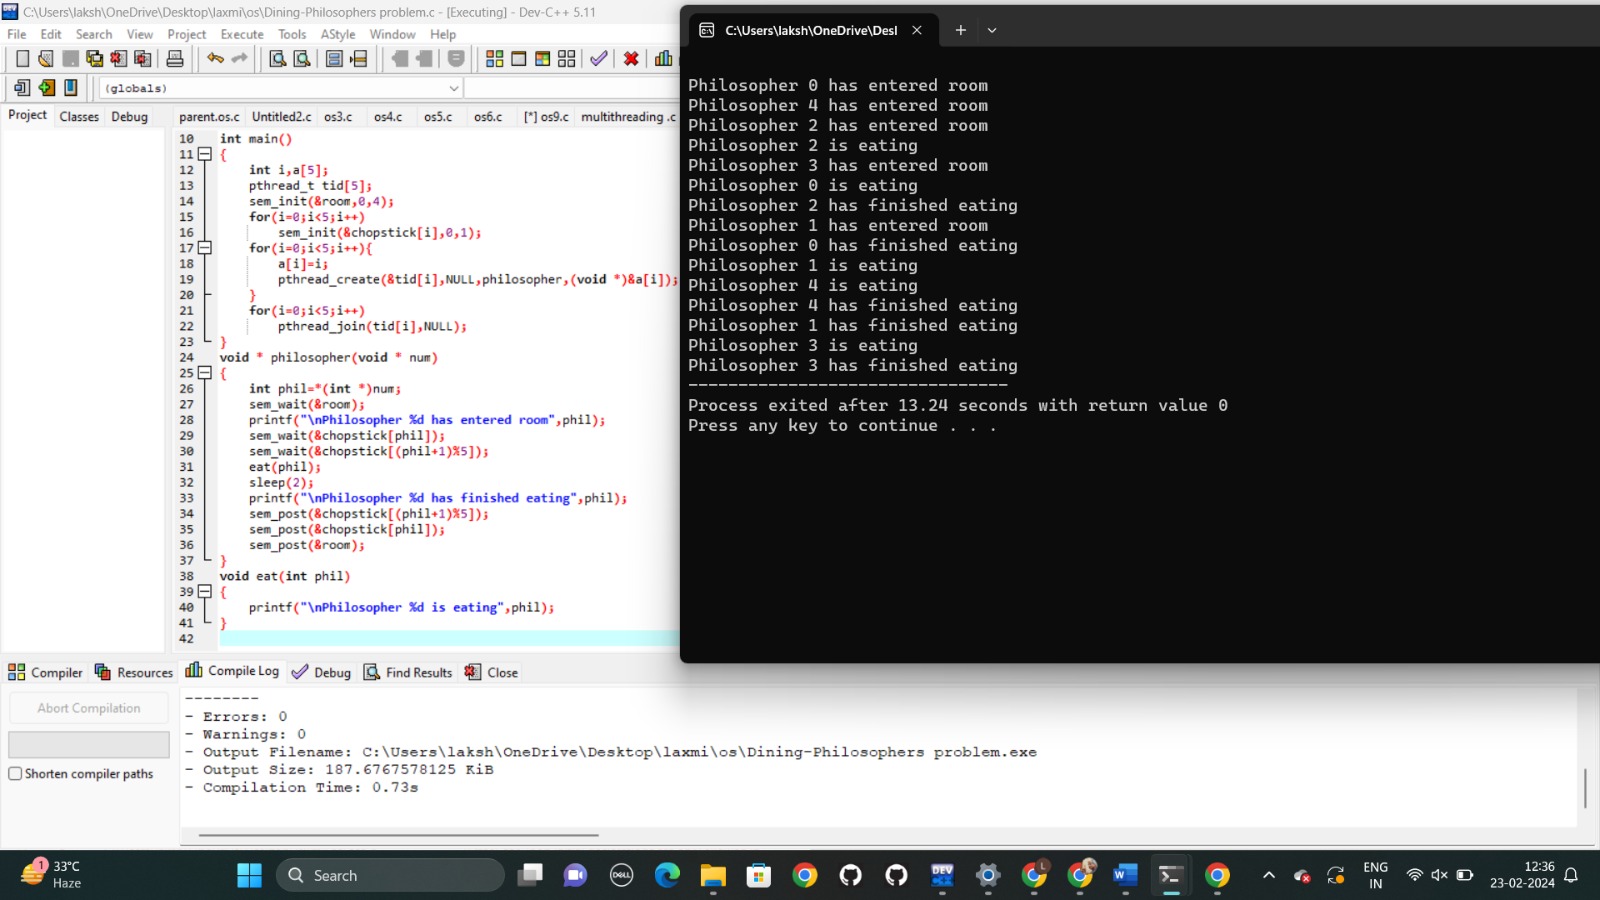 C:\Users\laksh\OneDrive\Desktop\laxmi\os\Dining-Philosophers problem.c - [Executing] - Dev-C++ 5.11
File Edit Search View Project Execute Tools AStyle Window Help
(globals)
Project Classes Debug
parent.os.c Untitled2.c os3.c os4.c os5.c os6.c [*] os9.c multithreading .c
10 int main()
11 {
12 int i,a[5];
13 pthread_t tid[5];
14 sem_init(&room,0,4);
15 for(i=0;i<5;i++)
16 sem_init(&chopstick[i],0,1);
17 for(i=0;i<5;i++){
18 a[i]=i;
19 pthread_create(&tid[i],NULL,philosopher,(void *)&a[i]);
20 }
21 for(i=0;i<5;i++)
22 pthread_join(tid[i],NULL);
23 }
24 void * philosopher(void * num)
25 {
26 int phil=*(int *)num;
27 sem_wait(&room);
28 printf("\nPhilosopher %d has entered room",phil);
29 sem_wait(&chopstick[phil]);
30 sem_wait(&chopstick[(phil+1)%5]);
31 eat(phil);
32 sleep(2);
33 printf("\nPhilosopher %d has finished eating",phil);
34 sem_post(&chopstick[(phil+1)%5]);
35 sem_post(&chopstick[phil]);
36 sem_post(&room);
37 }
38 void eat(int phil)
39 {
40 printf("\nPhilosopher %d is eating",phil);
41 }
42
C:\Users\laksh\OneDrive\Desl
Philosopher 0 has entered room
Philosopher 4 has entered room
Philosopher 2 has entered room
Philosopher 2 is eating
Philosopher 3 has entered room
Philosopher 0 is eating
Philosopher 2 has finished eating
Philosopher 1 has entered room
Philosopher 0 has finished eating
Philosopher 1 is eating
Philosopher 4 is eating
Philosopher 4 has finished eating
Philosopher 1 has finished eating
Philosopher 3 is eating
Philosopher 3 has finished eating
--------------------------------
Process exited after 13.24 seconds with return value 0
Press any key to continue . . .
Compiler Resources Compile Log Debug Find Results Close
Abort Compilation
Shorten compiler paths
--------
- Errors: 0
- Warnings: 0
- Output Filename: C:\Users\laksh\OneDrive\Desktop\laxmi\os\Dining-Philosophers problem.exe
- Output Size: 187.6767578125 KiB
- Compilation Time: 0.73s
1
33°C
Haze
Search
DELL
DEV
L
W
ENG
IN
12:36
23-02-2024